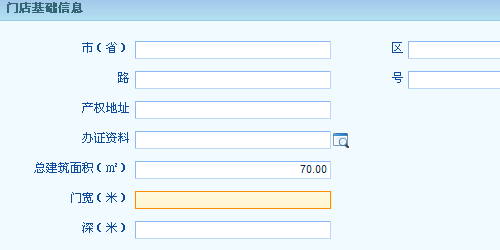 门店基础信息
市（省） 区
路 号
产权地址
办证资料
总建筑面积（㎡） 70.00
门宽（米）
深（米）